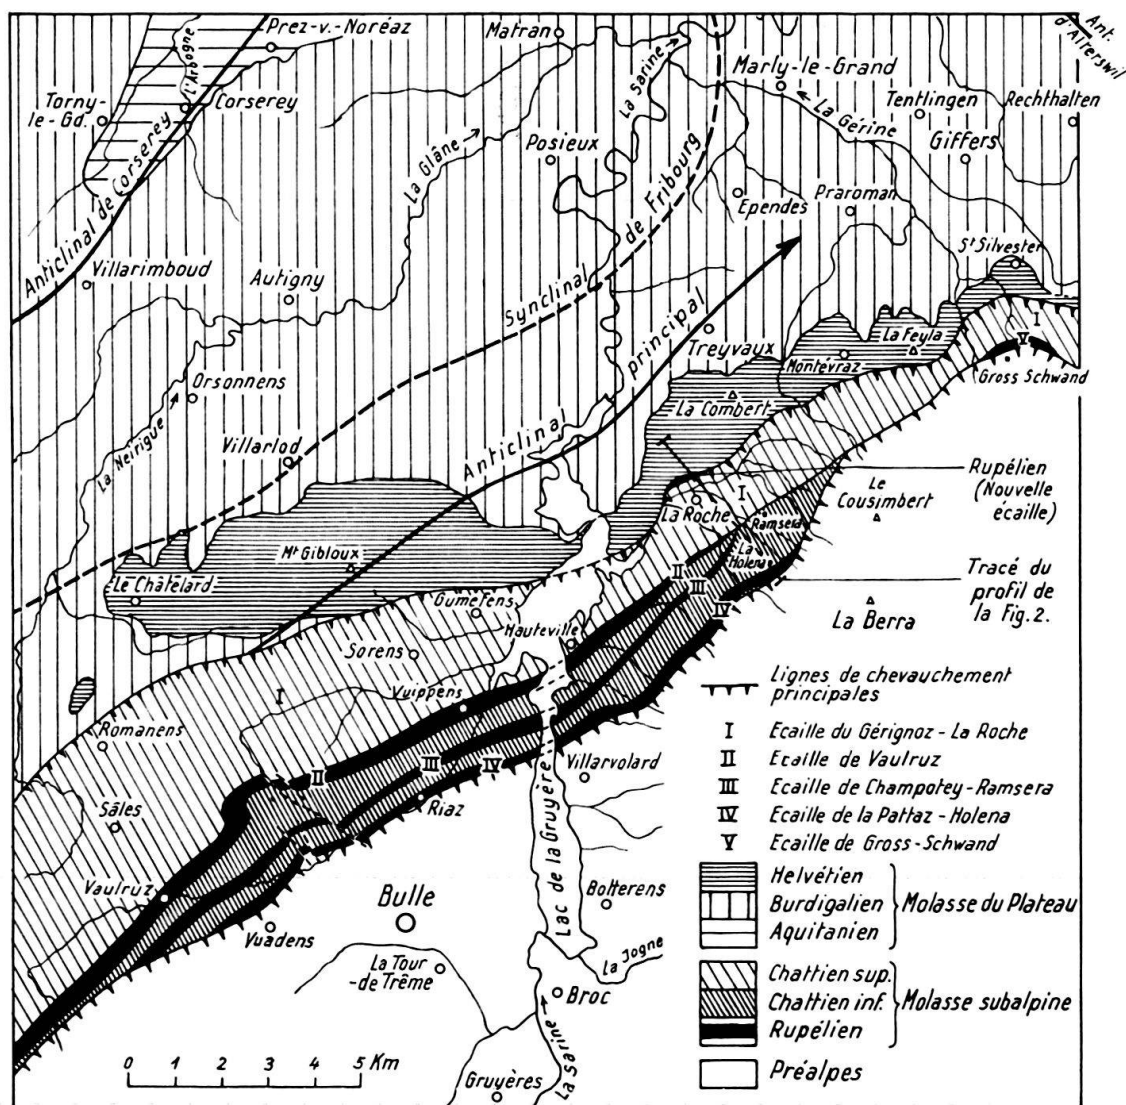 Prez-v.-Noréaz
Matran
Ant.
d'Alterswil
l'Arbogne
La Sarine
Marly-le-Grand
Torny-
le-Gd.
Corserey
La Gérine
Tentlingen
Rechthalten
Giffers
La Glâne
Posieux
Anticlinal de Corserey
Ependes
Praroman
Villarimboud
Autigny
Synclinal de Fribourg
St Silvester
Anticlinal principal
Treyvaux
La Feyla
I
V
Montévraz
Gross Schwand
Orsonnens
La Combert
La Neirigue
Villarlod
Rupélien
(Nouvelle
écaille)
I
Le
Cousimbert
La Roche
Ramsera
La
Holena
Mt Gibloux
Le Châtelard
II
III
IV
Tracé du
profil de
la Fig. 2.
La Berra
Gumefens
Hauteville
Sorens
I
Vuippens
Romanens
II
III
IV
Villarvolard
Riaz
Sâles
Lac de la Gruyère
Vaulruz
Bulle
Botterens
Vuadens
La Tour
-de Trême
La Jogne
Broc
La Sarine
Gruyères
0 1 2 3 4 5 Km
Lignes de chevauchement
principales
I Ecaille du Gérignoz - La Roche
II Ecaille de Vaulruz
III Ecaille de Champotey-Ramsera
IV Ecaille de la Pattaz - Holena
V Ecaille de Gross-Schwand
Helvétien
Burdigalien
Aquitanien
Molasse du Plateau
Chattien sup.
Chattien inf.
Rupélien
Molasse subalpine
Préalpes